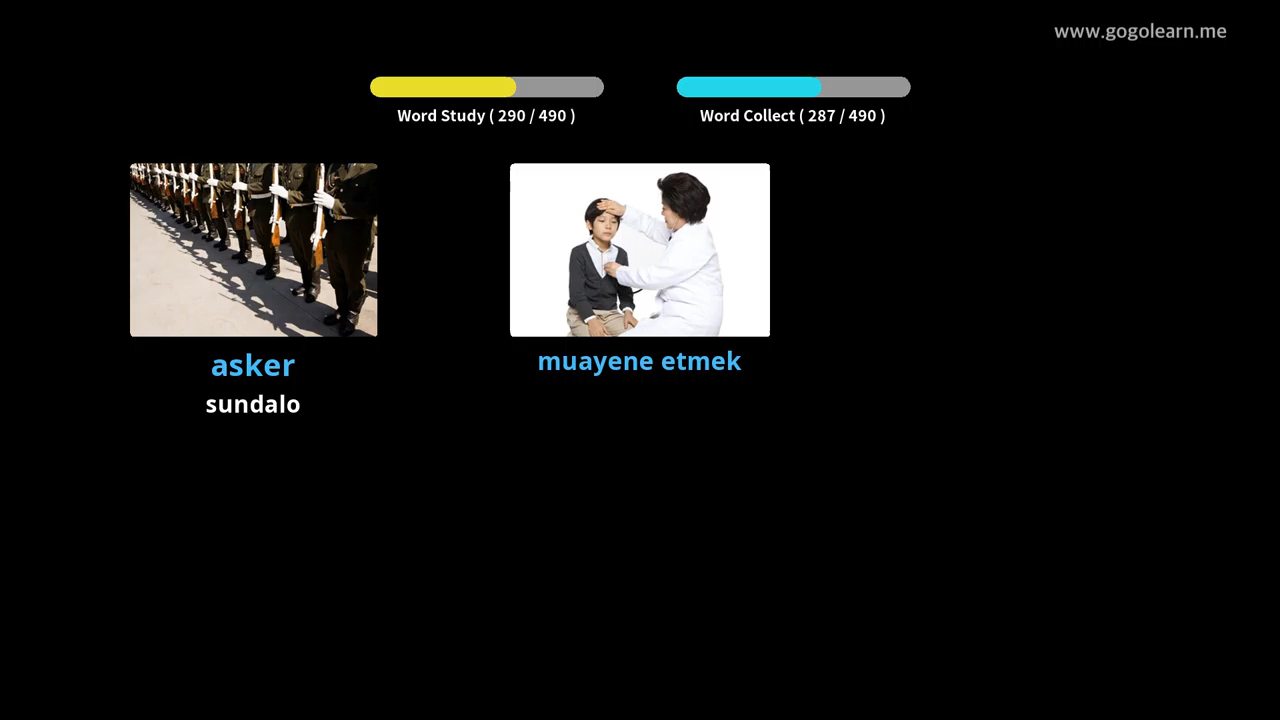 www.gogolearn.me
Word Study ( 290 / 490 )
Word Collect ( 287 / 490 )
asker
sundalo
muayene etmek